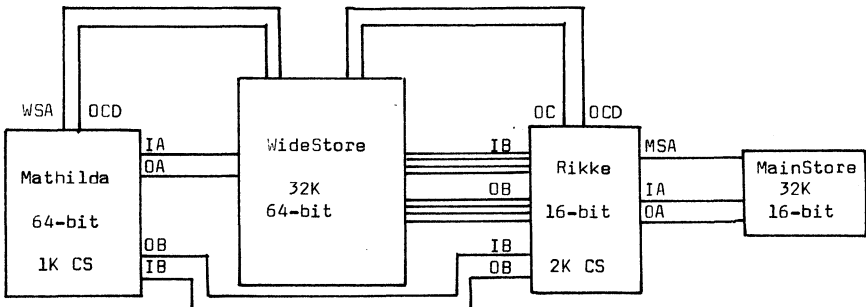 WSA OCD
OC OCD
Mathilda
64-bit
1K CS
IA
OA
OB
IB
WideStore
32K
64-bit
IB
OB
IB
OB
Rikke
16-bit
2K CS
MSA
IA
OA
MainStore
32K
16-bit